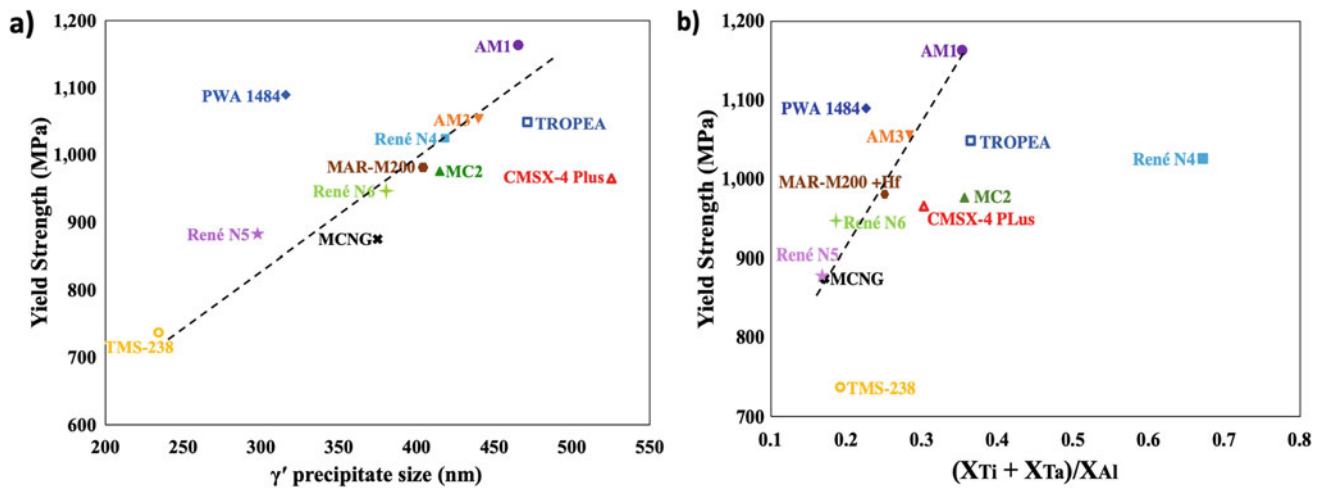 a)
1,200
1,100
1,000
900
800
700
600
Yield Strength (MPa)
AM1
PWA 1484
AM3
TROPEA
René N4
MAR-M200
MC2
CMSX-4 Plus
René N6
René N5
MCNG
TMS-238
200 250 300 350 400 450 500 550
γ′ precipitate size (nm)
b)
1,200
1,100
1,000
900
800
700
Yield Strength (MPa)
AM1
PWA 1484
AM3
TROPEA
René N4
MAR-M200 +Hf
MC2
CMSX-4 PLus
René N6
René N5
MCNG
TMS-238
0.1 0.2 0.3 0.4 0.5 0.6 0.7 0.8
(XTi + XTa)/XAl